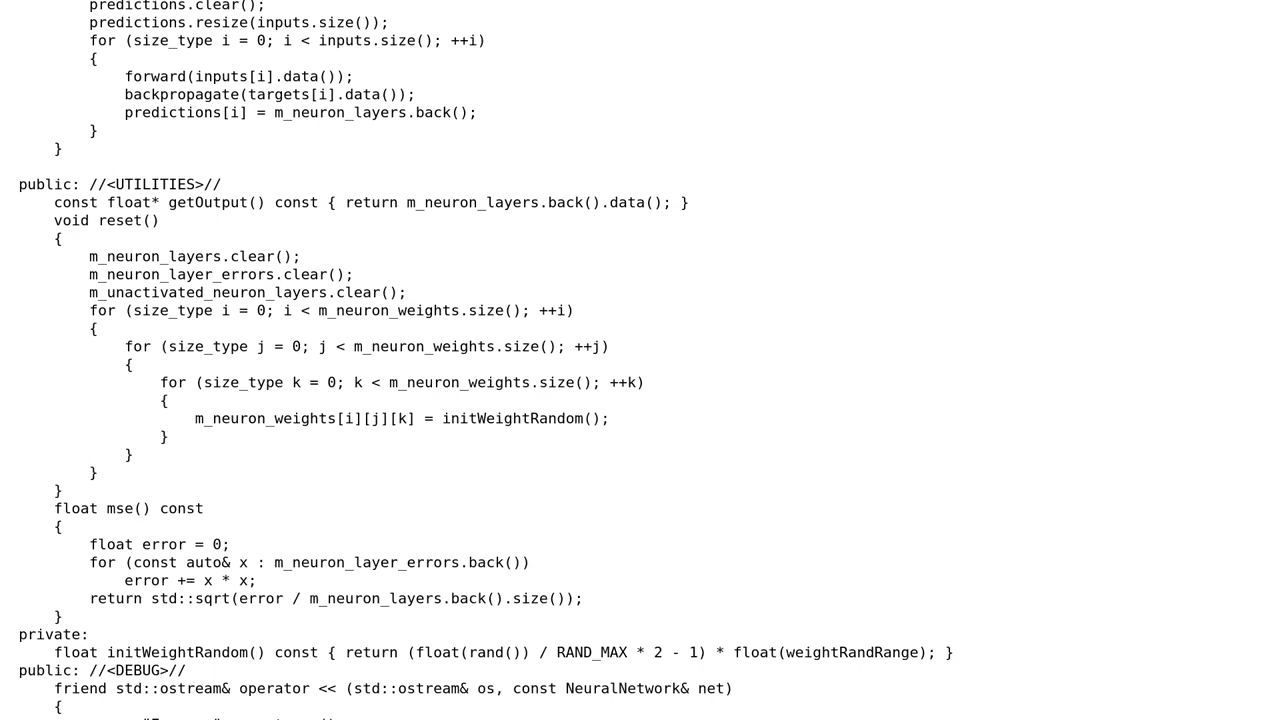 predictions.clear();
predictions.resize(inputs.size());
for (size_type i = 0; i < inputs.size(); ++i)
{
forward(inputs[i].data());
backpropagate(targets[i].data());
predictions[i] = m_neuron_layers.back();
}
}
public: //<UTILITIES>//
const float* getOutput() const { return m_neuron_layers.back().data(); }
void reset()
{
m_neuron_layers.clear();
m_neuron_layer_errors.clear();
m_unactivated_neuron_layers.clear();
for (size_type i = 0; i < m_neuron_weights.size(); ++i)
{
for (size_type j = 0; j < m_neuron_weights.size(); ++j)
{
for (size_type k = 0; k < m_neuron_weights.size(); ++k)
{
m_neuron_weights[i][j][k] = initWeightRandom();
}
}
}
}
float mse() const
{
float error = 0;
for (const auto& x : m_neuron_layer_errors.back())
error += x * x;
return std::sqrt(error / m_neuron_layers.back().size());
}
private:
float initWeightRandom() const { return (float(rand()) / RAND_MAX * 2 - 1) * float(weightRandRange); }
public: //<DEBUG>//
friend std::ostream& operator << (std::ostream& os, const NeuralNetwork& net)
{